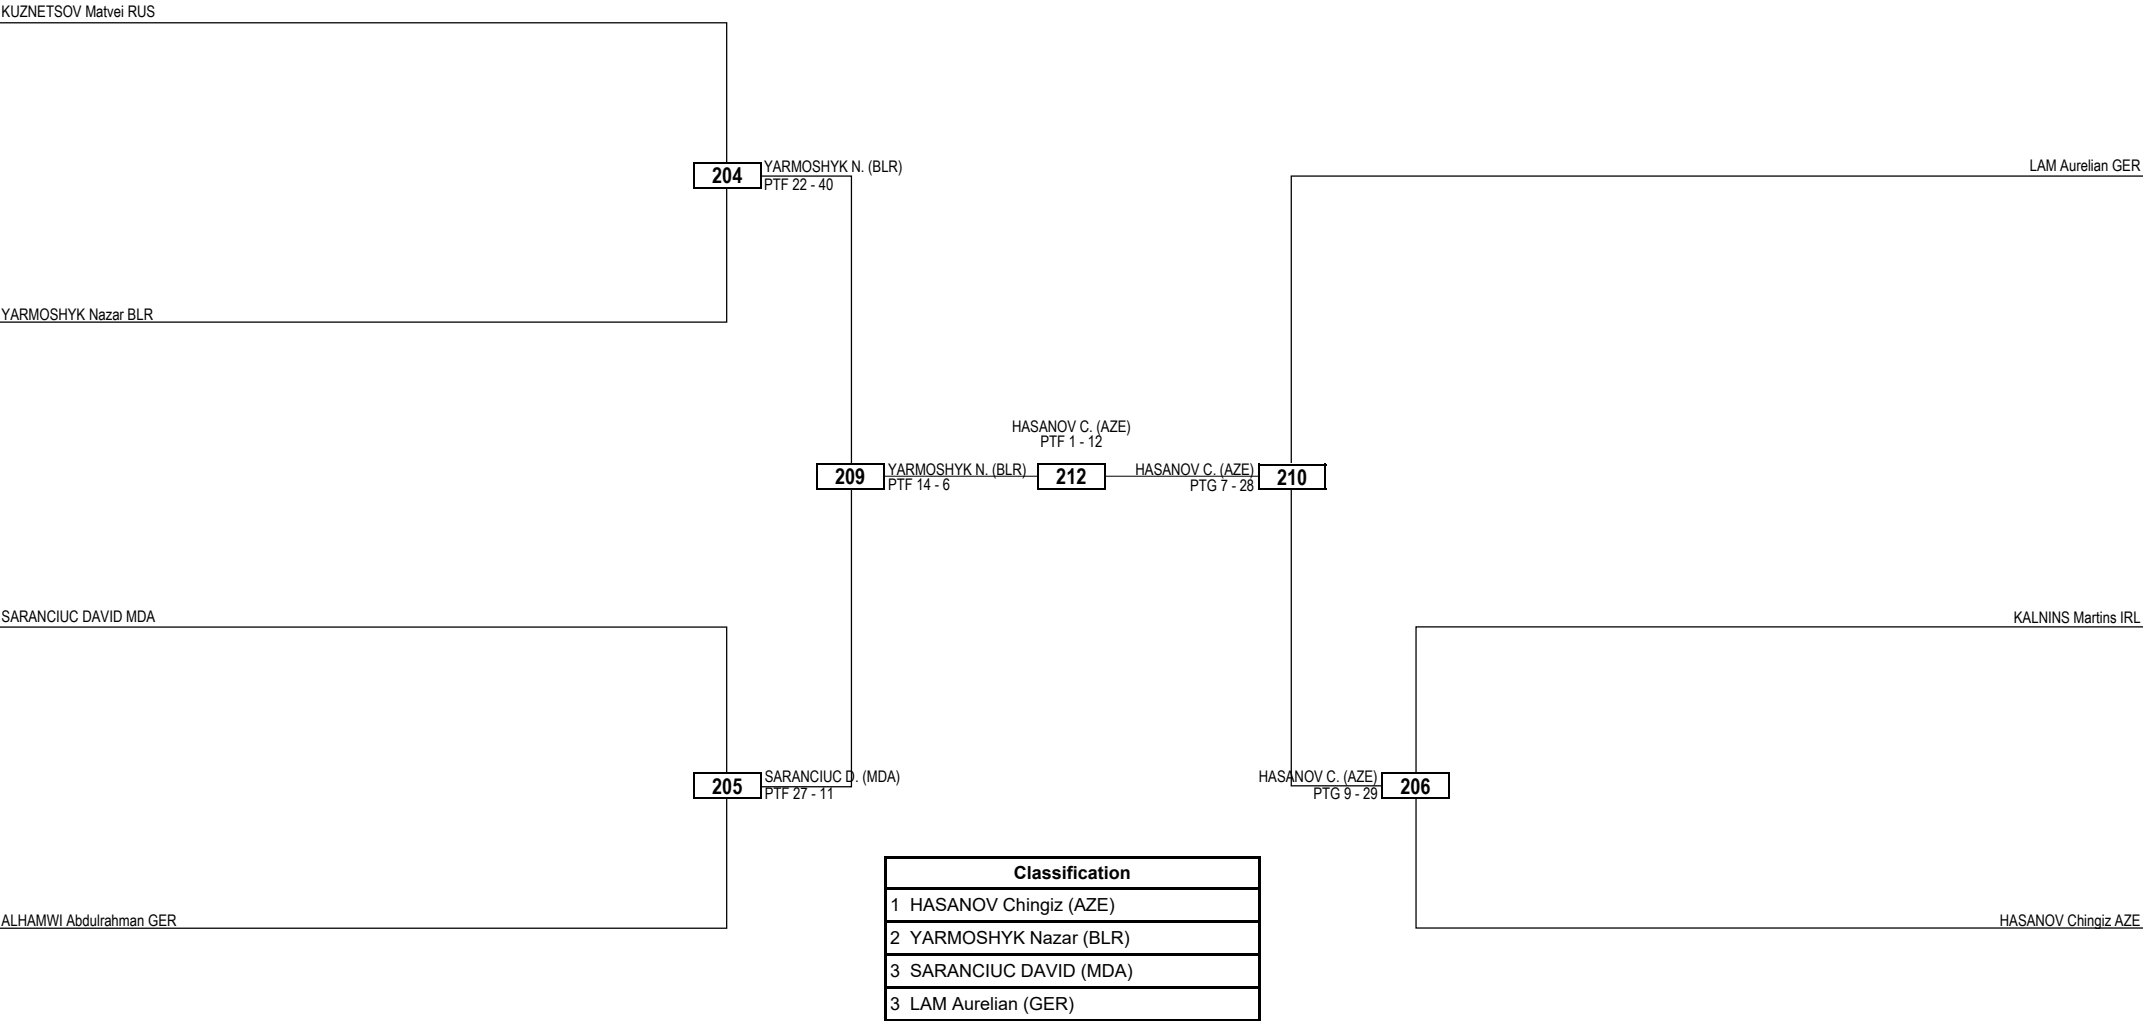 KUZNETSOV Matvei RUS
204
YARMOSHYK N. (BLR)
PTF 22 - 40
LAM Aurelian GER
YARMOSHYK Nazar BLR
HASANOV C. (AZE)
PTF 1 - 12
209
YARMOSHYK N. (BLR)
PTF 14 - 6
212
HASANOV C. (AZE)
PTG 7 - 28
210
SARANCIUC DAVID MDA
KALNINS Martins IRL
205
SARANCIUC D. (MDA)
PTF 27 - 11
HASANOV C. (AZE)
PTG 9 - 29
206
ALHAMWI Abdulrahman GER
HASANOV Chingiz AZE
Classification
1 HASANOV Chingiz (AZE)
2 YARMOSHYK Nazar (BLR)
3 SARANCIUC DAVID (MDA)
3 LAM Aurelian (GER)